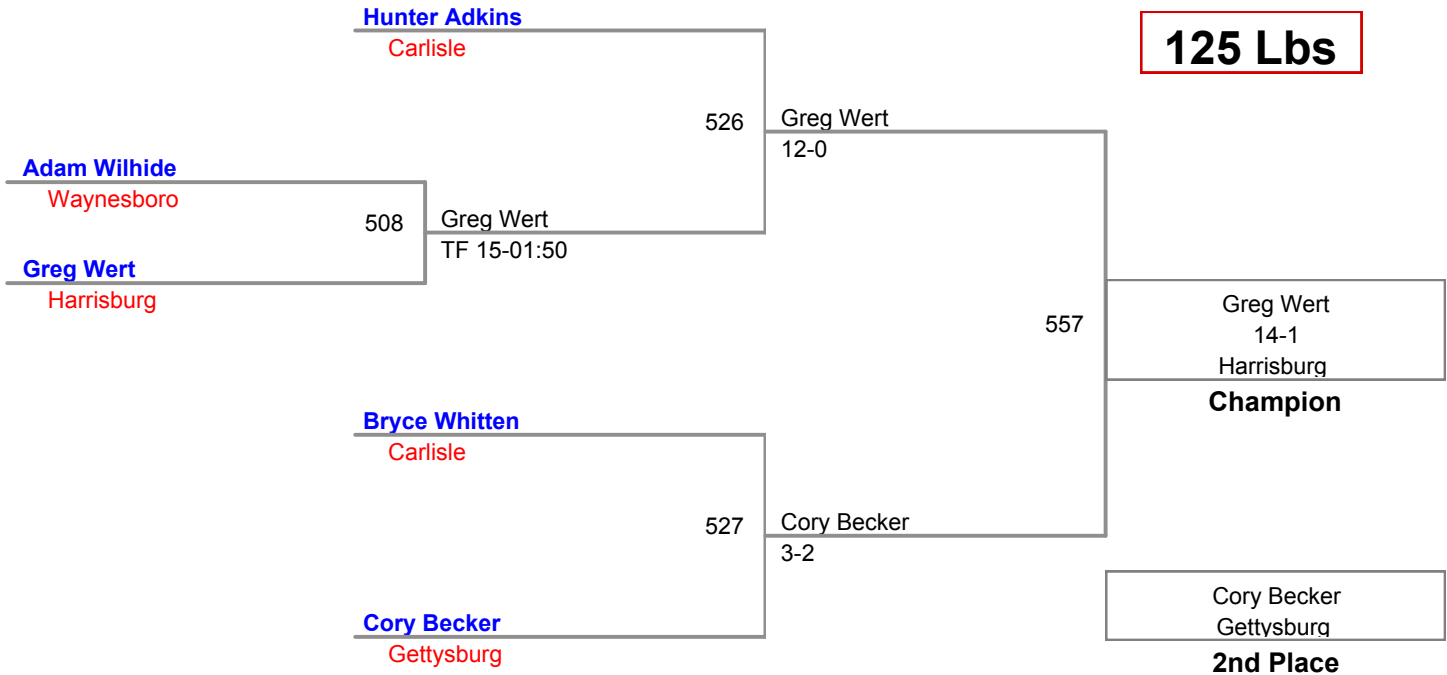 Hunter Adkins
Carlisle
125 Lbs
526
Greg Wert
12-0
Adam Wilhide
Waynesboro
508
Greg Wert
TF 15-01:50
Greg Wert
Harrisburg
557
Greg Wert
14-1
Harrisburg
Champion
Bryce Whitten
Carlisle
527
Cory Becker
3-2
Cory Becker
Gettysburg
Cory Becker
Gettysburg
2nd Place